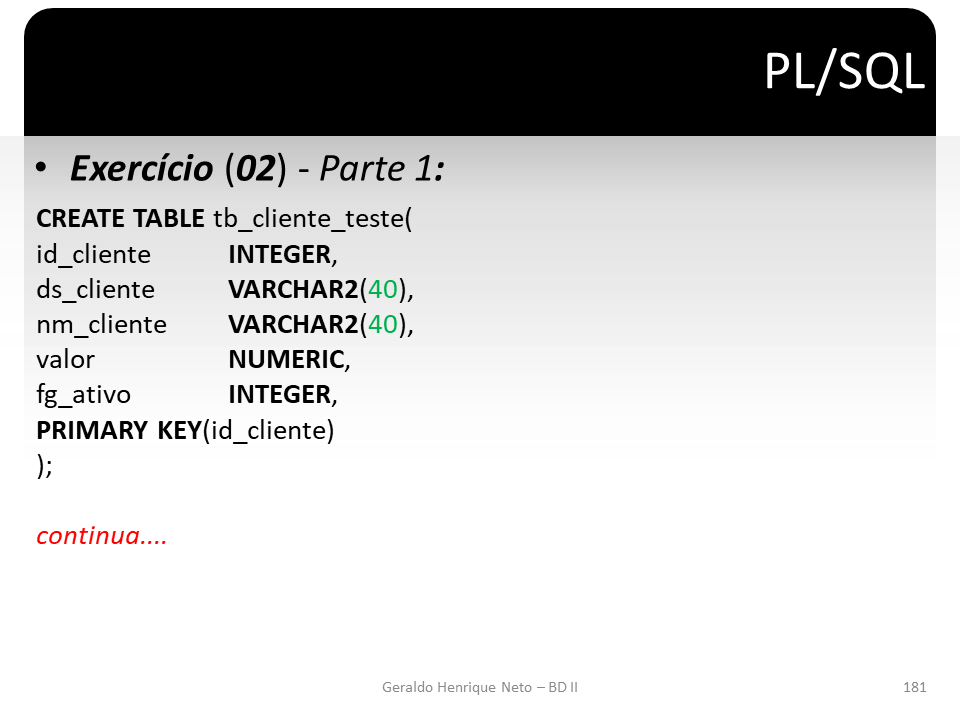 PL/SQL
• Exercício (02) - Parte 1:
CREATE TABLE tb_cliente_teste(
id_cliente INTEGER,
ds_cliente VARCHAR2(40),
nm_cliente VARCHAR2(40),
valor NUMERIC,
fg_ativo INTEGER,
PRIMARY KEY(id_cliente)
);
continua....
Geraldo Henrique Neto – BD II 181